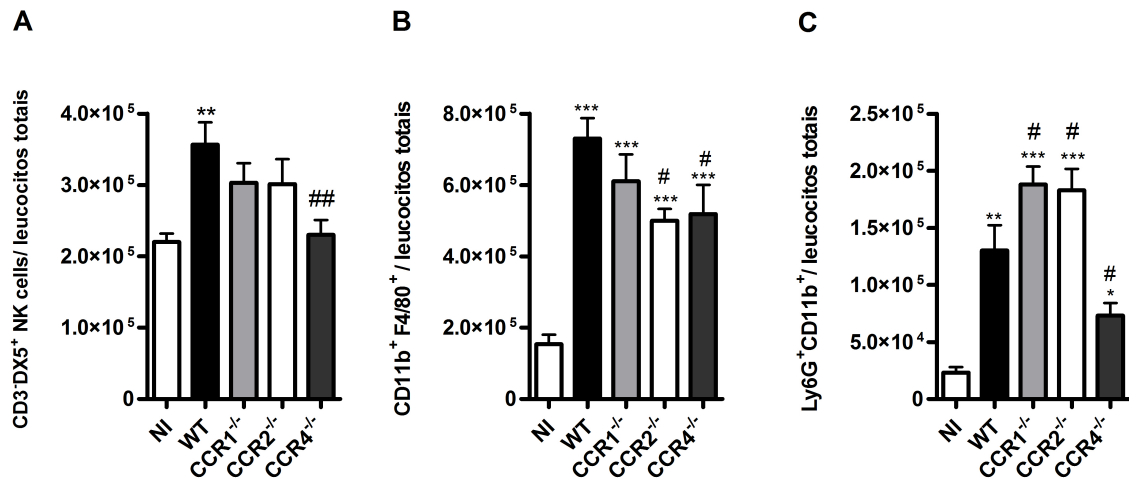 A
CD3⁻DX5⁺ NK cells/ leucocitos totais
4.0×10⁵
3.0×10⁵
2.0×10⁵
1.0×10⁵
0
**
##
NI
WT
CCR1⁻/⁻
CCR2⁻/⁻
CCR4⁻/⁻
B
CD11b⁺ F4/80⁺ / leucocitos totais
8.0×10⁵
6.0×10⁵
4.0×10⁵
2.0×10⁵
0
***
***
#
***
#
***
NI
WT
CCR1⁻/⁻
CCR2⁻/⁻
CCR4⁻/⁻
C
Ly6G⁺CD11b⁺/ leucocitos totais
2.5×10⁵
2.0×10⁵
1.5×10⁵
1.0×10⁵
5.0×10⁴
0
**
#
***
#
***
#
*
NI
WT
CCR1⁻/⁻
CCR2⁻/⁻
CCR4⁻/⁻